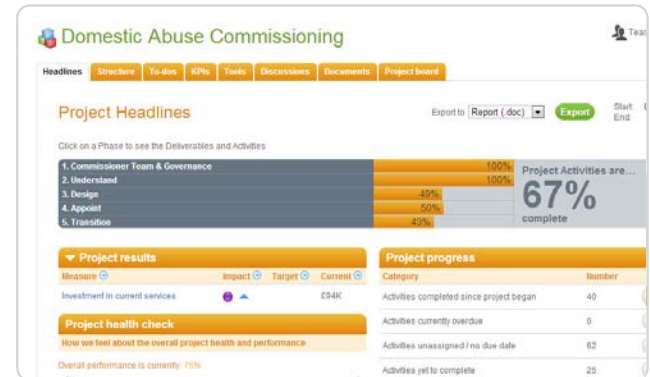 Domestic Abuse Commissioning
Headlines Structure To-dos KPIs Tools Discussions Documents Project board
Project Headlines
Export to Report (.doc) Export Start
End:
Click on a Phase to see the Deliverables and Activities
1. Commissioner Team & Governance 100%
2. Understand 100%
3. Design 49%
4. Appoint 50%
5. Transition 43%
Project Activities are...
67%
complete
Project results
Measure Impact Target Current
Investment in current services £94K
Project health check
How we feel about the overall project health and performance
Overall performance is currently: 75%
Project progress
Category Number
Activities completed since project began 40
Activities currently overdue 0
Activities unassigned / no due date 62
Activities yet to complete 25